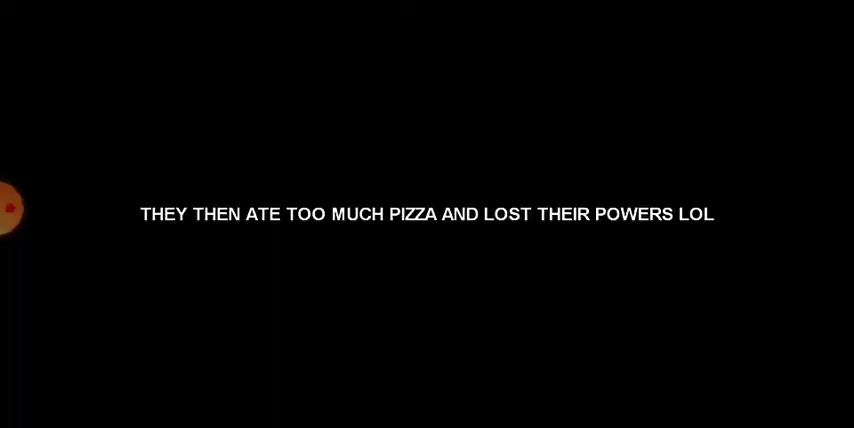 THEY THEN ATE TOO MUCH PIZZA AND LOST THEIR POWERS LOL